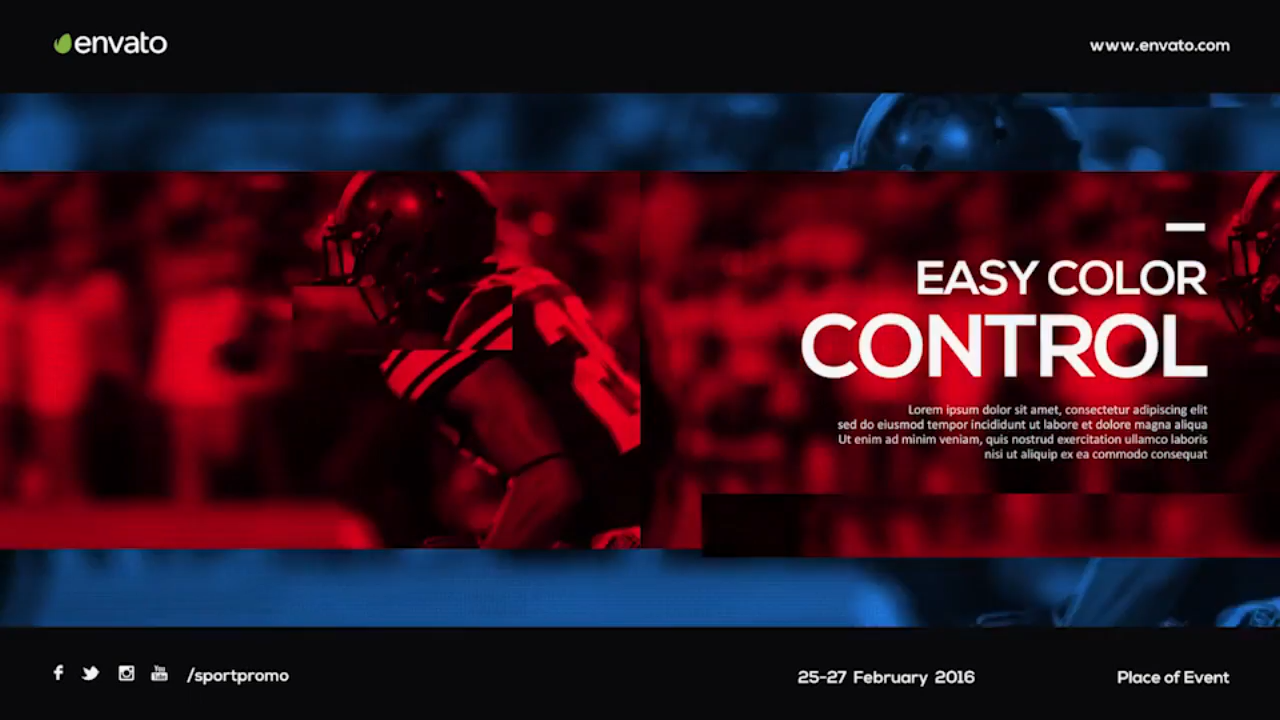 envato
www.envato.com
EASY COLOR
CONTROL
Lorem ipsum dolor sit amet, consectetur adipiscing elit
sed do eiusmod tempor incididunt ut labore et dolore magna aliqua
Ut enim ad minim veniam, quis nostrud exercitation ullamco laboris
nisi ut aliquip ex ea commodo consequat
You
Tube
/sportpromo
25-27 February 2016
Place of Event